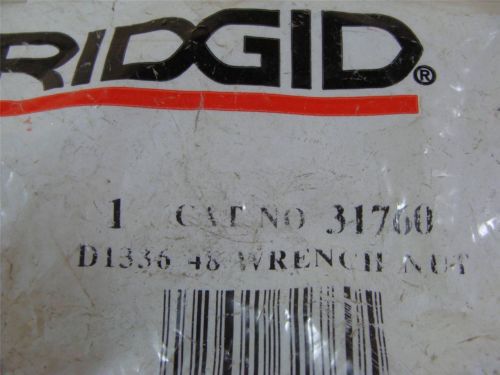 RIDGID®
1 CAT NO 31760
D1336 48 WRENCH NUT